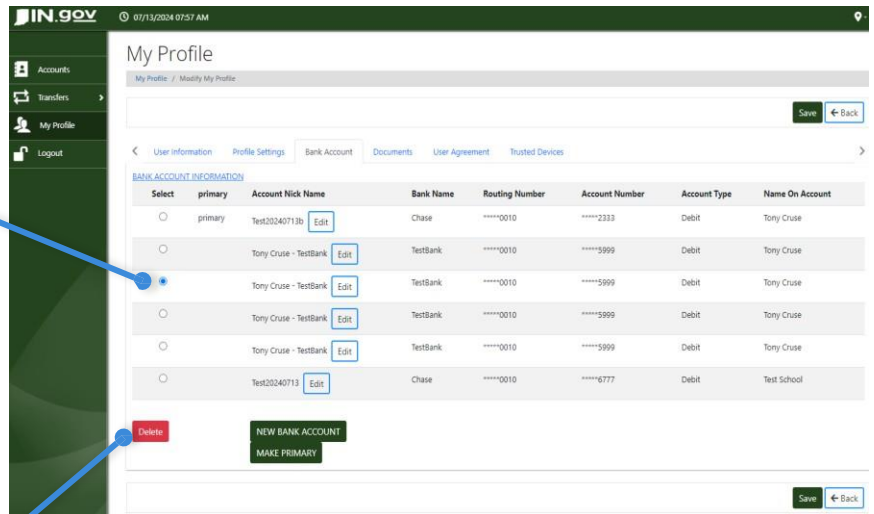 IN.gov
07/13/2024 07:57 AM
Accounts
Transfers
My Profile
Logout
My Profile
My Profile / Modify My Profile
Save Back
User Information Profile Settings Bank Account Documents User Agreement Trusted Devices
BANK ACCOUNT INFORMATION
Select primary Account Nick Name Bank Name Routing Number Account Number Account Type Name On Account
primary Test20240713b Edit Chase *****0010 *****2333 Debit Tony Cruse
Tony Cruse - TestBank Edit TestBank *****0010 *****5999 Debit Tony Cruse
Tony Cruse - TestBank Edit TestBank *****0010 *****5999 Debit Tony Cruse
Tony Cruse - TestBank Edit TestBank *****0010 *****5999 Debit Tony Cruse
Tony Cruse - TestBank Edit TestBank *****0010 *****5999 Debit Tony Cruse
Test20240713 Edit Chase *****0010 *****6777 Debit Test School
Delete NEW BANK ACCOUNT
MAKE PRIMARY
Save Back